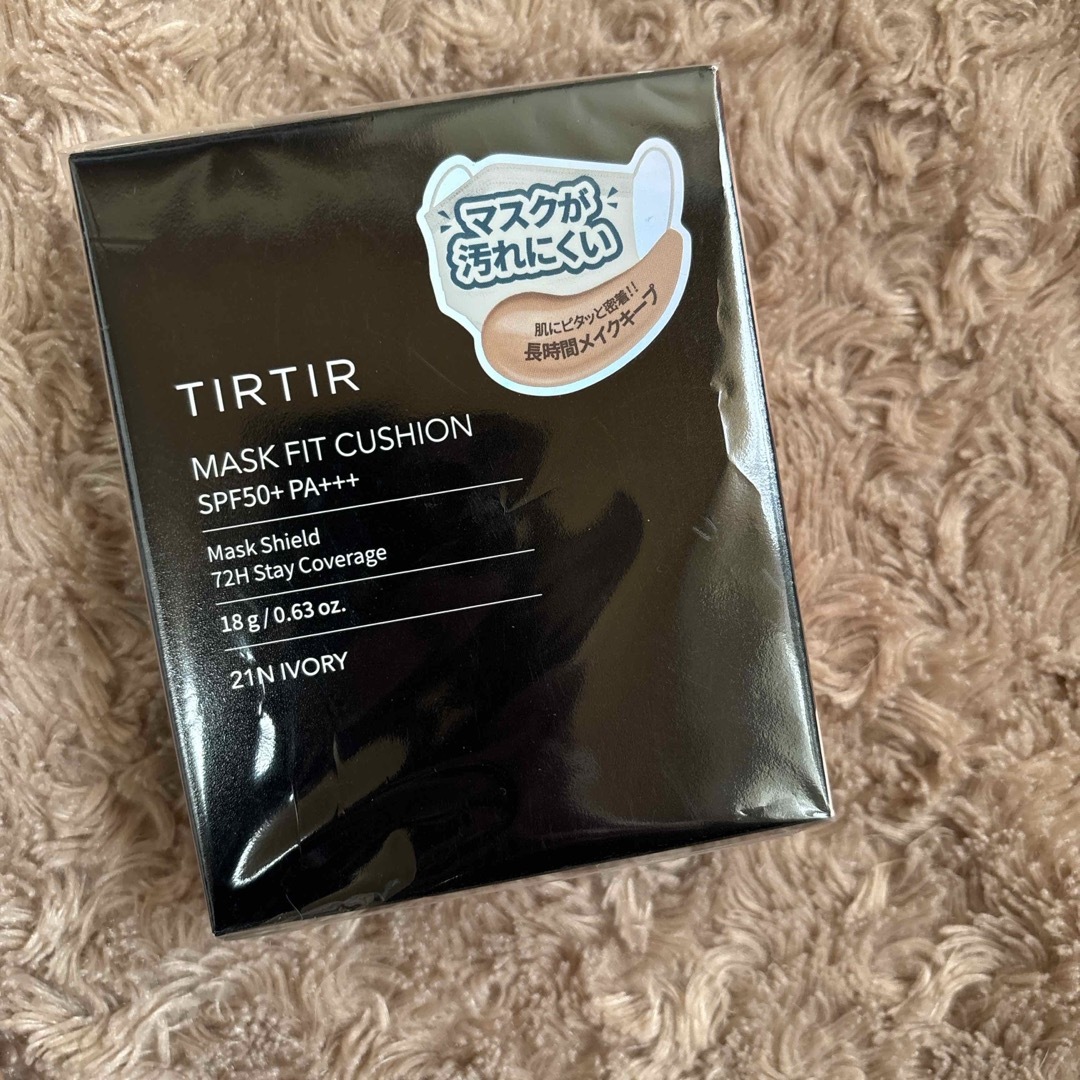 マスクが
汚れにくい
肌にピタッと密着!!
長時間メイクキープ
TIRTIR
MASK FIT CUSHION
SPF50+ PA+++
Mask Shield
72H Stay Coverage
18 g / 0.63 oz.
21N IVORY